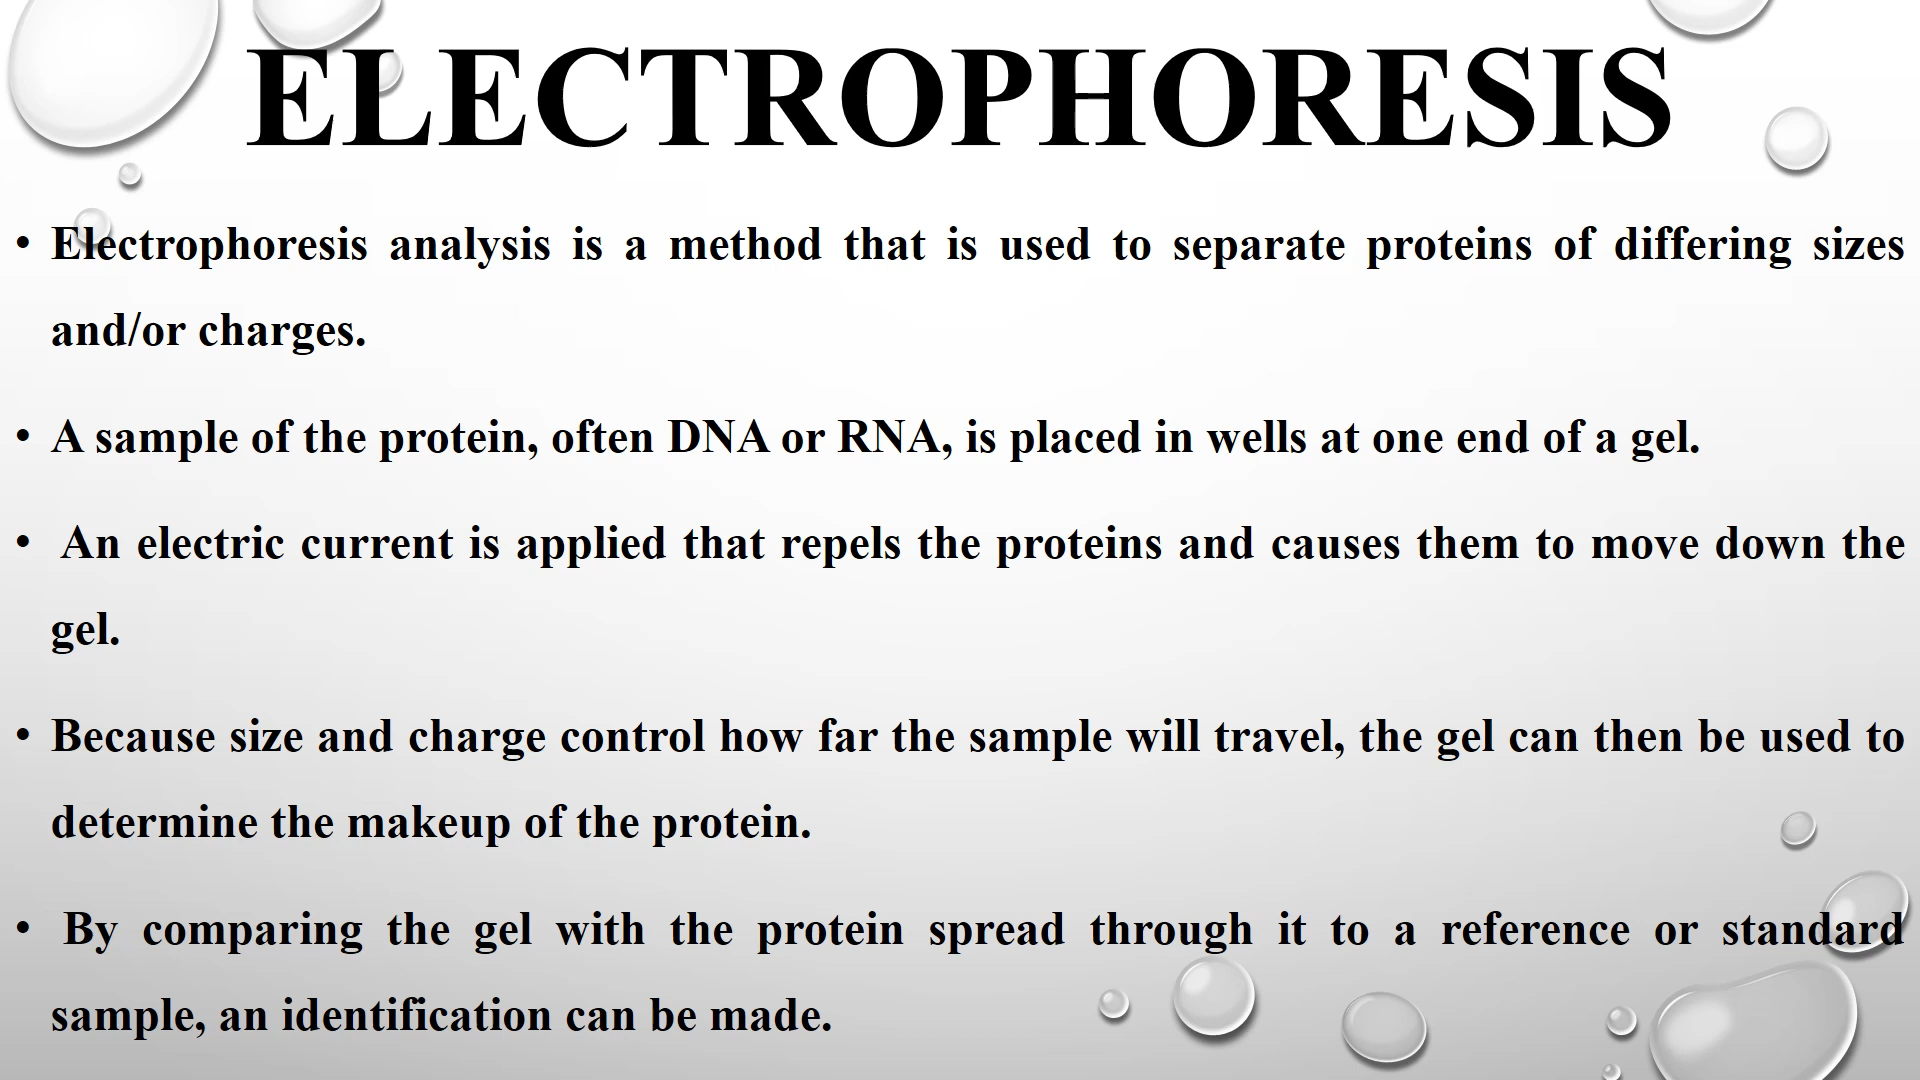 ELECTROPHORESIS
• Electrophoresis analysis is a method that is used to separate proteins of differing sizes
and/or charges.
• A sample of the protein, often DNA or RNA, is placed in wells at one end of a gel.
• An electric current is applied that repels the proteins and causes them to move down the
gel.
• Because size and charge control how far the sample will travel, the gel can then be used to
determine the makeup of the protein.
• By comparing the gel with the protein spread through it to a reference or standard
sample, an identification can be made.